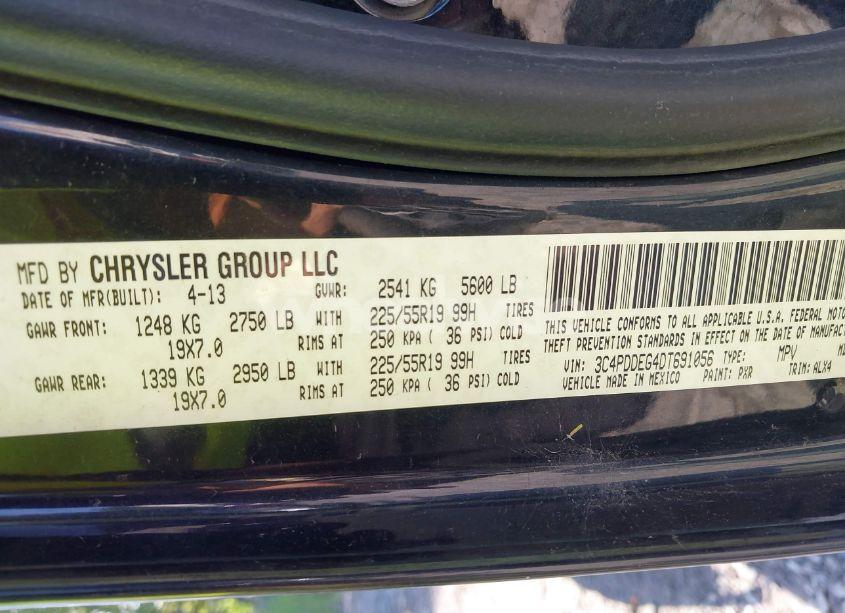 MFD BY CHRYSLER GROUP LLC
DATE OF MFR(BUILT): 4-13 GVWR: 2541 KG 5600 LB
GAWR FRONT: 1248 KG 2750 LB WITH 225/55R19 99H TIRES
19X7.0 RIMS AT 250 KPA ( 36 PSI) COLD
GAWR REAR: 1339 KG 2950 LB WITH 225/55R19 99H TIRES
19X7.0 RIMS AT 250 KPA ( 36 PSI) COLD
THIS VEHICLE CONFORMS TO ALL APPLICABLE U.S.A. FEDERAL
THEFT PREVENTION STANDARDS IN EFFECT ON THE DATE OF
VIN: 3C4PDDEG4DT691056 TYPE: MPV
VEHICLE MADE IN MEXICO PAINT: PXR TRIM: ALX4